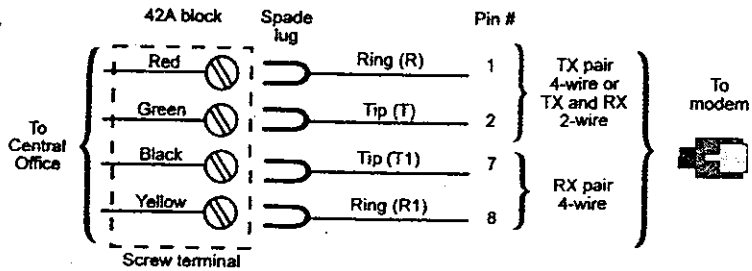 42A block
Spade
lug
Pin #
Red
Ring (R)
1
Green
Tip (T)
2
Black
Tip (T1)
7
Yellow
Ring (R1)
8
To
Central
Office
TX pair
4-wire or
TX and RX
2-wire
RX pair
4-wire
To
modem
Screw terminal